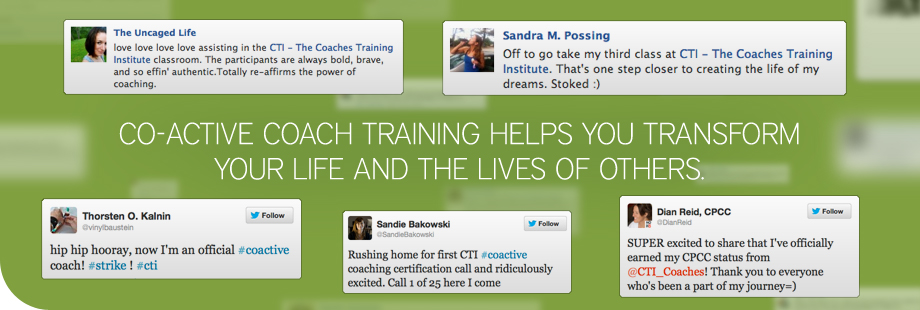 The Uncaged Life
love love love love assisting in the CTI – The Coaches Training
Institute classroom. The participants are always bold, brave,
and so effin' authentic.Totally re-affirms the power of
coaching.
Sandra M. Possing
Off to go take my third class at CTI – The Coaches Training
Institute. That's one step closer to creating the life of my
dreams. Stoked :)
CO-ACTIVE COACH TRAINING HELPS YOU TRANSFORM
YOUR LIFE AND THE LIVES OF OTHERS.
Thorsten O. Kalnin
@vinylbaustein
Follow
hip hip hooray, now I'm an official #coactive
coach! #strike ! #cti
Sandie Bakowski
@SandieBakowski
Follow
Rushing home for first CTI #coactive
coaching certification call and ridiculously
excited. Call 1 of 25 here I come
Dian Reid, CPCC
@DianReid
Follow
SUPER excited to share that I've officially
earned my CPCC status from
@CTI_Coaches! Thank you to everyone
who's been a part of my journey=)